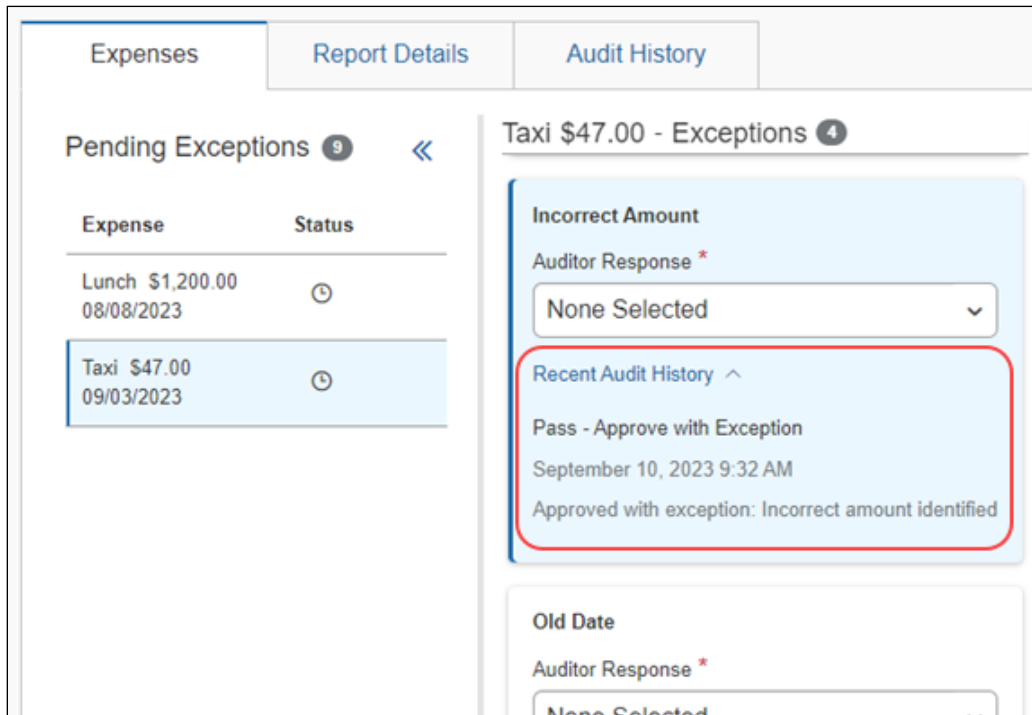 Expenses
Report Details
Audit History
Pending Exceptions 9
Expense Status
Lunch $1,200.00
08/08/2023
Taxi $47.00
09/03/2023
Taxi $47.00 - Exceptions 4
Incorrect Amount
Auditor Response *
None Selected
Recent Audit History
Pass - Approve with Exception
September 10, 2023 9:32 AM
Approved with exception: Incorrect amount identified
Old Date
Auditor Response *
None Selected